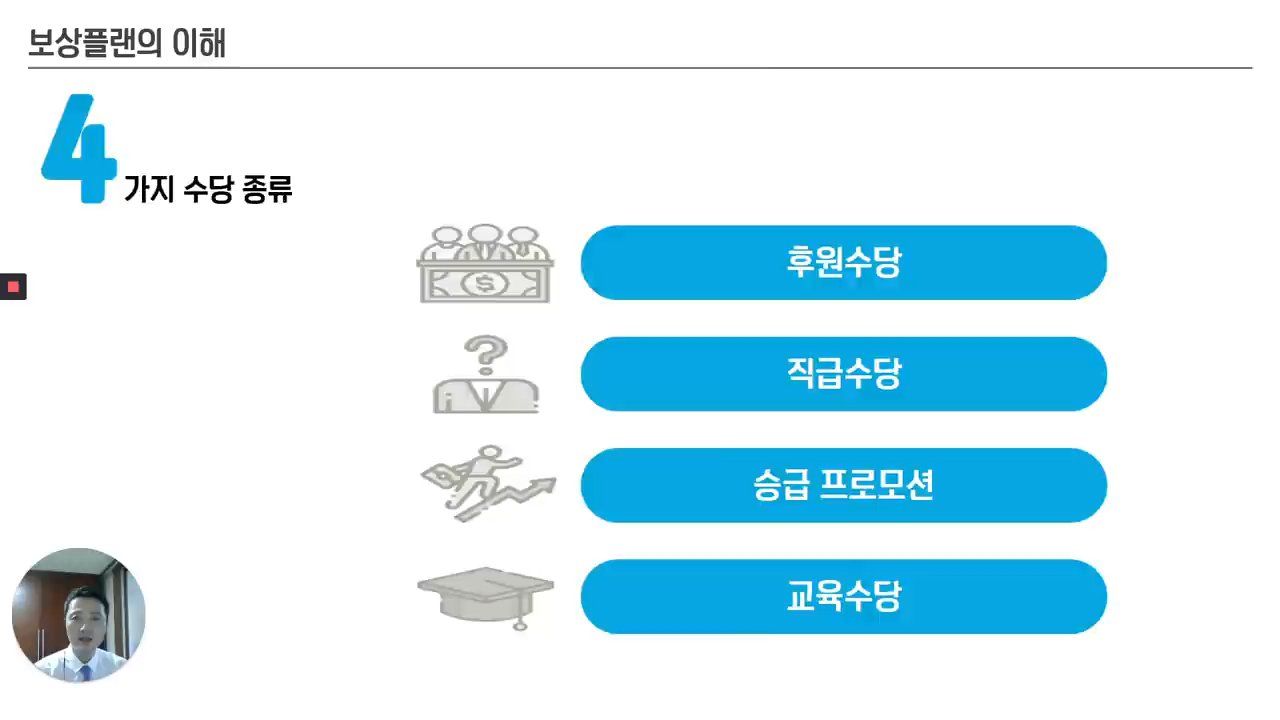 보상플랜의 이해
4가지 수당 종류
후원수당
직급수당
승급 프로모션
교육수당